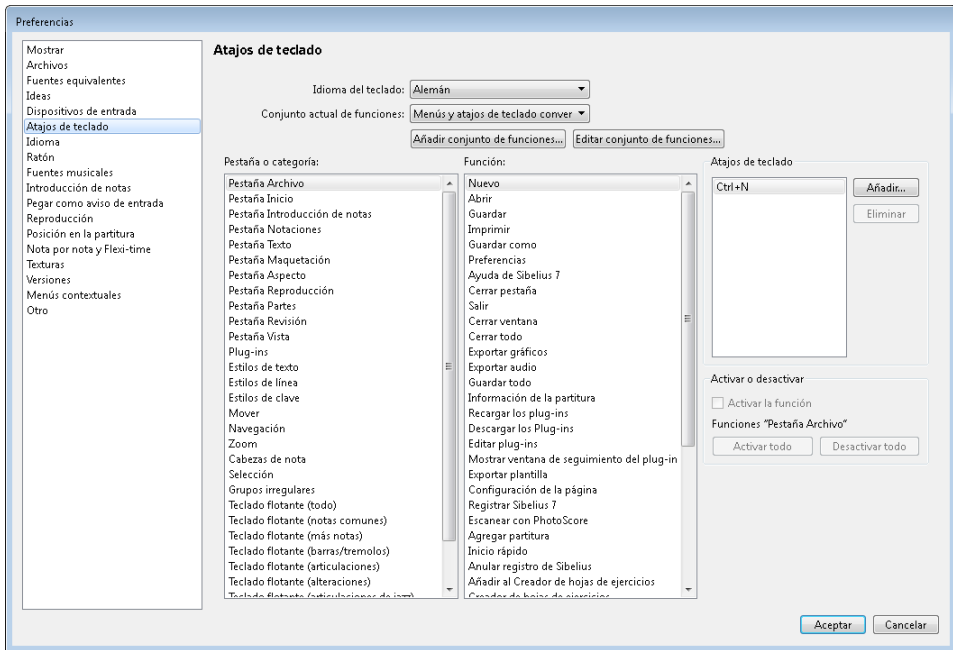 Preferencias
Mostrar
Archivos
Fuentes equivalentes
Ideas
Dispositivos de entrada
Atajos de teclado
Idioma
Ratón
Fuentes musicales
Introducción de notas
Pegar como aviso de entrada
Reproducción
Posición en la partitura
Nota por nota y Flexi-time
Texturas
Versiones
Menús contextuales
Otro
Atajos de teclado
Idioma del teclado: Alemán
Conjunto actual de funciones: Menús y atajos de teclado conver
Añadir conjunto de funciones... Editar conjunto de funciones...
Pestaña o categoría:
Pestaña Archivo
Pestaña Inicio
Pestaña Introducción de notas
Pestaña Notaciones
Pestaña Texto
Pestaña Maquetación
Pestaña Aspecto
Pestaña Reproducción
Pestaña Partes
Pestaña Revisión
Pestaña Vista
Plug-ins
Estilos de texto
Estilos de línea
Estilos de clave
Mover
Navegación
Zoom
Cabezas de nota
Selección
Grupos irregulares
Teclado flotante (todo)
Teclado flotante (notas comunes)
Teclado flotante (más notas)
Teclado flotante (barras/tremolos)
Teclado flotante (articulaciones)
Teclado flotante (alteraciones)
Teclado flotante (articulaciones de jazz)
Función:
Nuevo
Abrir
Guardar
Imprimir
Guardar como
Preferencias
Ayuda de Sibelius 7
Cerrar pestaña
Salir
Cerrar ventana
Cerrar todo
Exportar gráficos
Exportar audio
Guardar todo
Información de la partitura
Recargar los plug-ins
Descargar los Plug-ins
Editar plug-ins
Mostrar ventana de seguimiento del plug-in
Exportar plantilla
Configuración de la página
Registrar Sibelius 7
Escanear con PhotoScore
Agregar partitura
Inicio rápido
Anular registro de Sibelius
Añadir al Creador de hojas de ejercicios
Creador de hojas de ejercicios
Atajos de teclado
Ctrl+N
Añadir...
Eliminar
Activar o desactivar
Activar la función
Funciones "Pestaña Archivo"
Activar todo Desactivar todo
Aceptar Cancelar